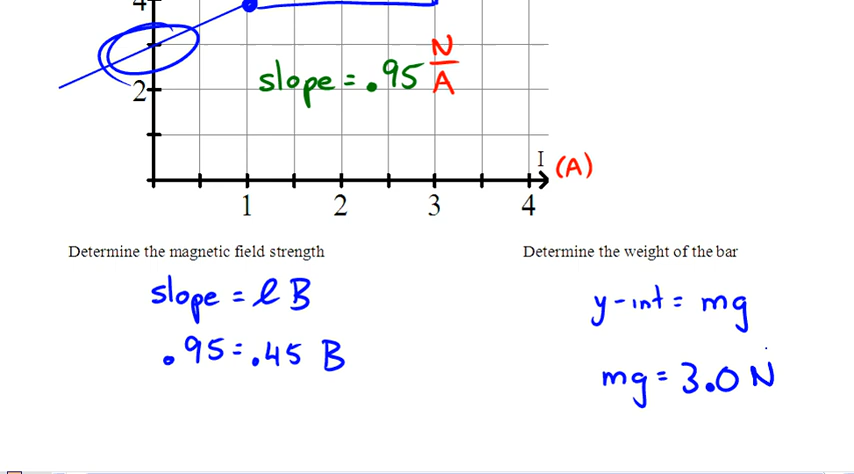 4
slope = .95 N/A
2
I (A)
1 2 3 4
Determine the magnetic field strength
Determine the weight of the bar
slope = l B
.95 = .45 B
y-int = mg
mg = 3.0 N